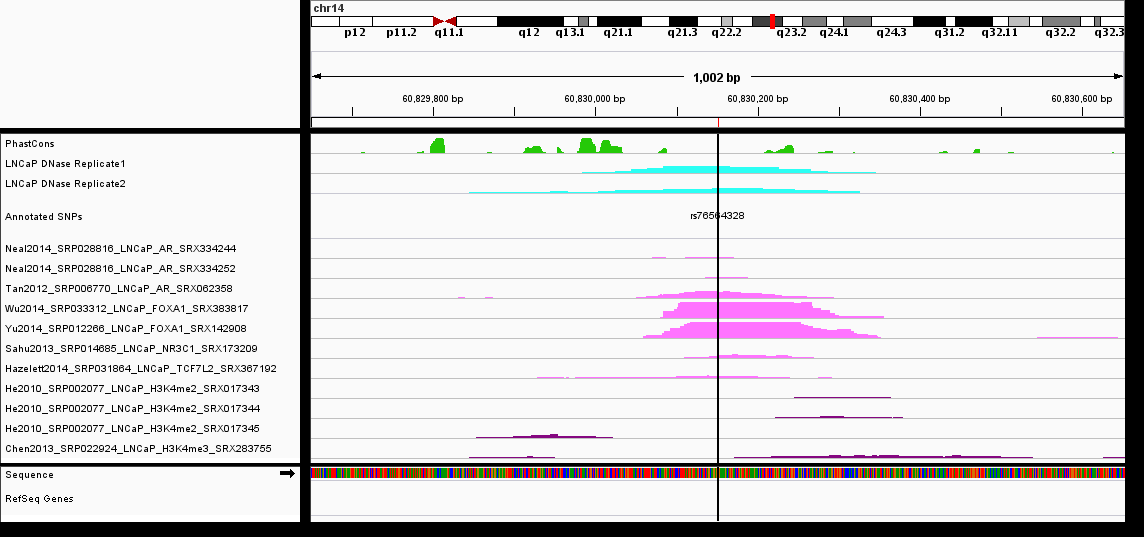 chr14
p12 p11.2 q11.1 q12 q13.1 q21.1 q21.3 q22.2 q23.2 q24.1 q24.3 q31.2 q32.11 q32.2 q32.3
1,002 bp
60,829,800 bp 60,830,000 bp 60,830,200 bp 60,830,400 bp 60,830,600 bp
PhastCons
LNCaP DNase Replicate1
LNCaP DNase Replicate2
Annotated SNPs rs76564328
Neal2014_SRP028816_LNCaP_AR_SRX334244
Neal2014_SRP028816_LNCaP_AR_SRX334252
Tan2012_SRP006770_LNCaP_AR_SRX062358
Wu2014_SRP033312_LNCaP_FOXA1_SRX383817
Yu2014_SRP012266_LNCaP_FOXA1_SRX142908
Sahu2013_SRP014685_LNCaP_NR3C1_SRX173209
Hazelett2014_SRP031864_LNCaP_TCF7L2_SRX367192
He2010_SRP002077_LNCaP_H3K4me2_SRX017343
He2010_SRP002077_LNCaP_H3K4me2_SRX017344
He2010_SRP002077_LNCaP_H3K4me2_SRX017345
Chen2013_SRP022924_LNCaP_H3K4me3_SRX283755
Sequence
RefSeq Genes